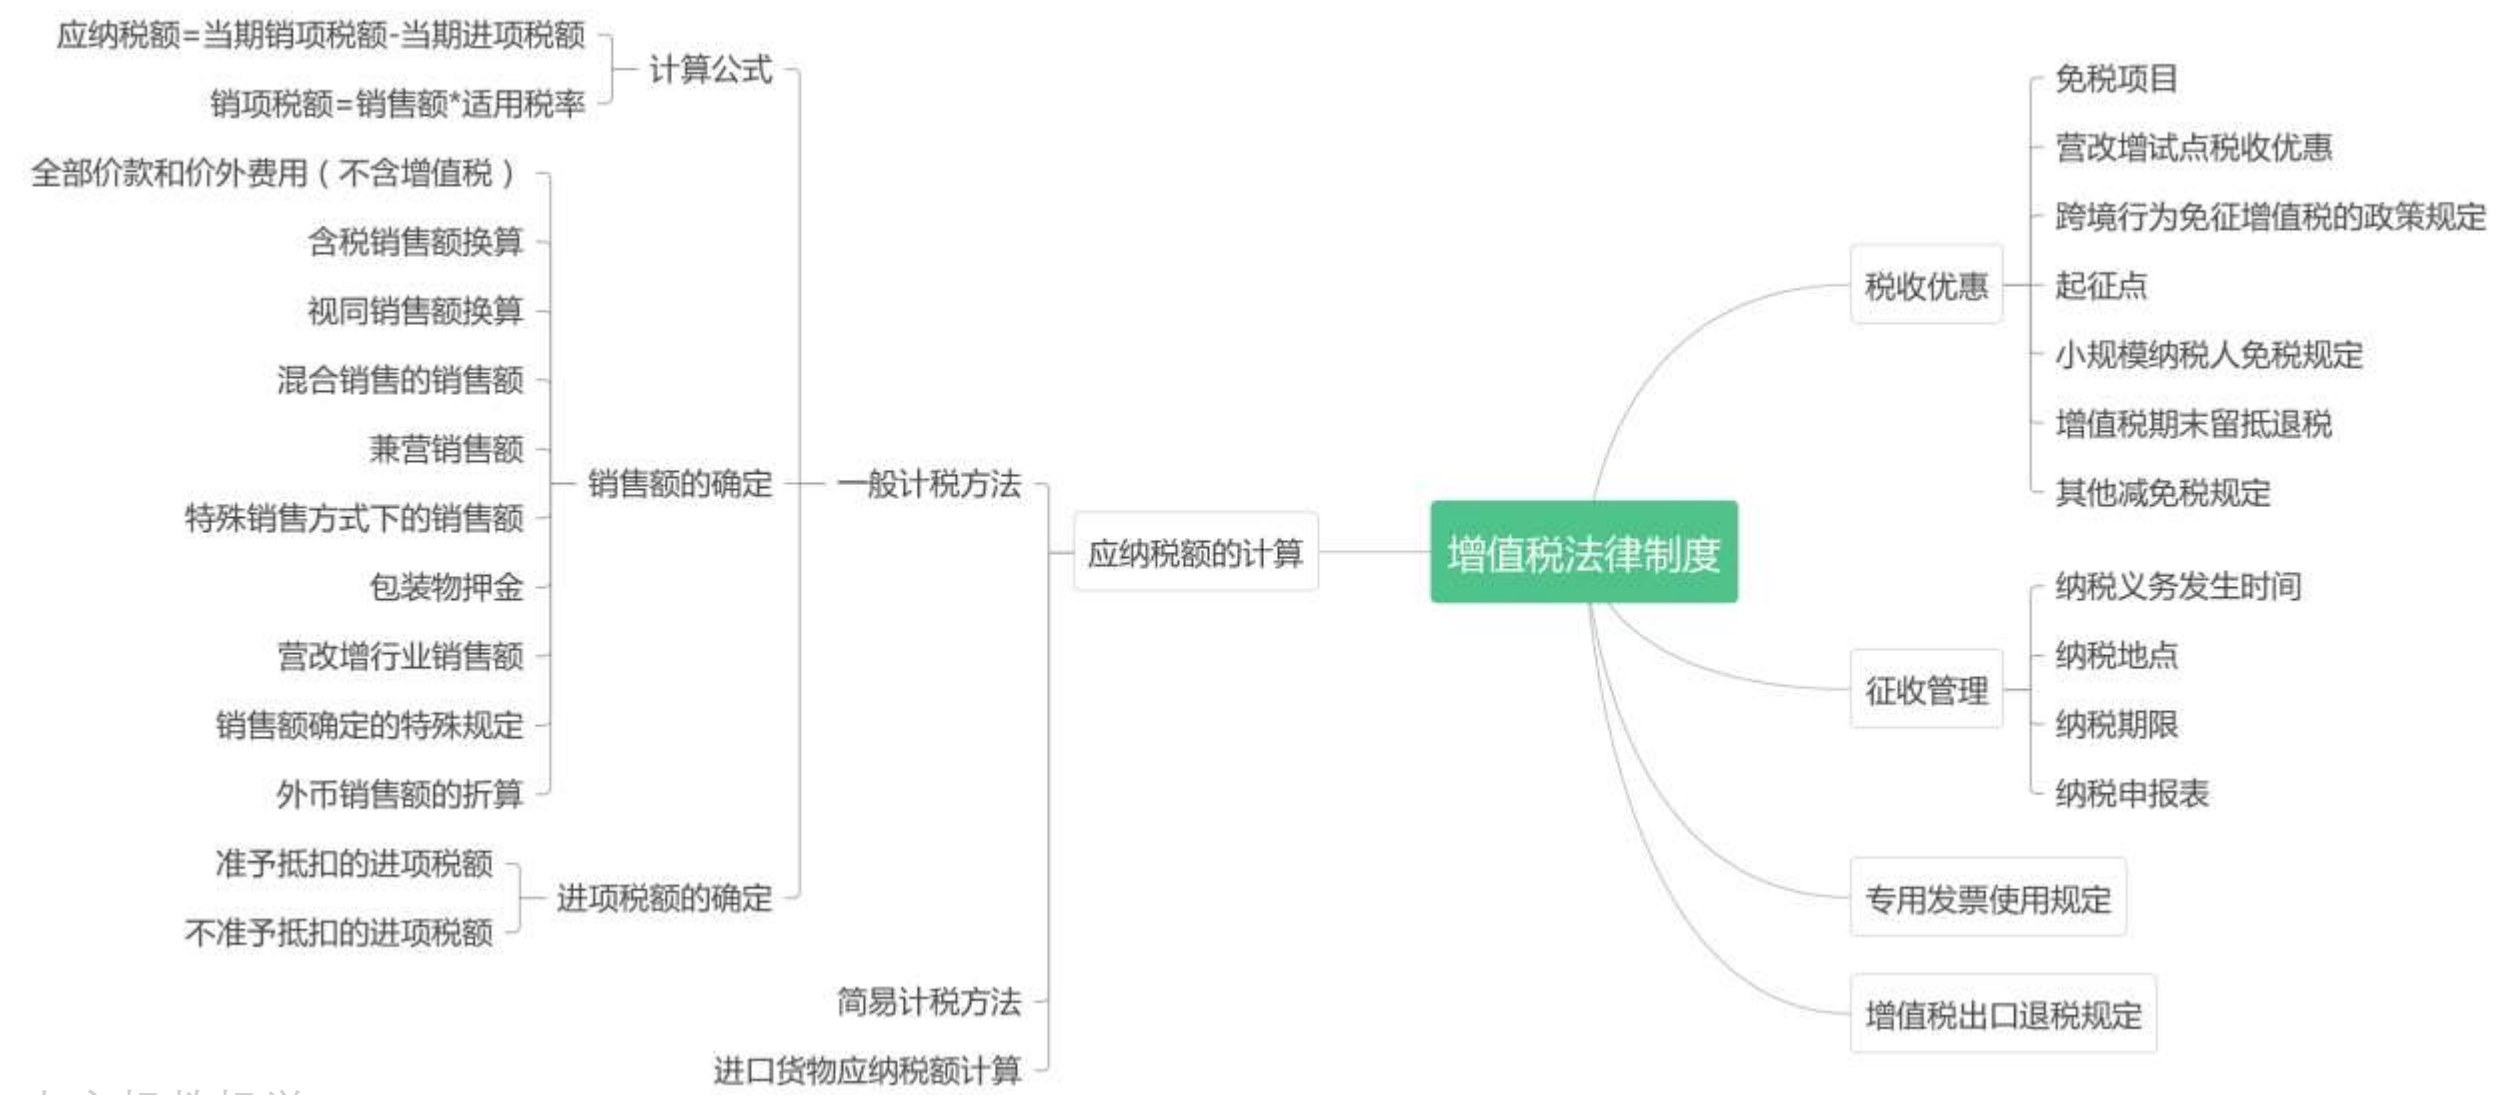 应纳税额=当期销项税额-当期进项税额
销项税额=销售额*适用税率
计算公式
全部价款和价外费用（不含增值税）
含税销售额换算
视同销售额换算
混合销售的销售额
兼营销售额
特殊销售方式下的销售额
包装物押金
营改增行业销售额
销售额确定的特殊规定
外币销售额的折算
销售额的确定
准予抵扣的进项税额
不准予抵扣的进项税额
进项税额的确定
一般计税方法
简易计税方法
进口货物应纳税额计算
应纳税额的计算
增值税法律制度
税收优惠
免税项目
营改增试点税收优惠
跨境行为免征增值税的政策规定
起征点
小规模纳税人免税规定
增值税期末留抵退税
其他减免税规定
征收管理
纳税义务发生时间
纳税地点
纳税期限
纳税申报表
专用发票使用规定
增值税出口退税规定